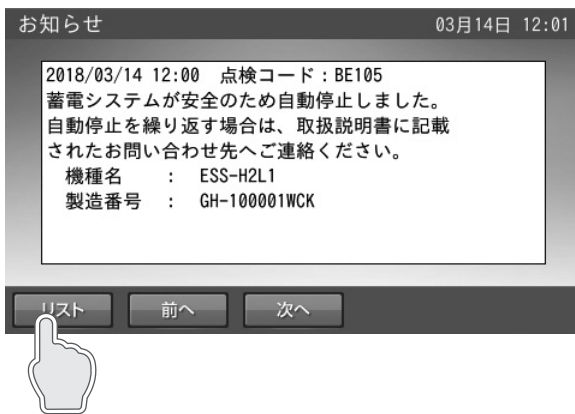 お知らせ
03月14日 12:01
2018/03/14 12:00 点検コード：BE105
蓄電システムが安全のため自動停止しました。
自動停止を繰り返す場合は、取扱説明書に記載
されたお問い合わせ先へご連絡ください。
機種名 ： ESS-H2L1
製造番号 ： GH-100001WCK
リスト 前へ 次へ